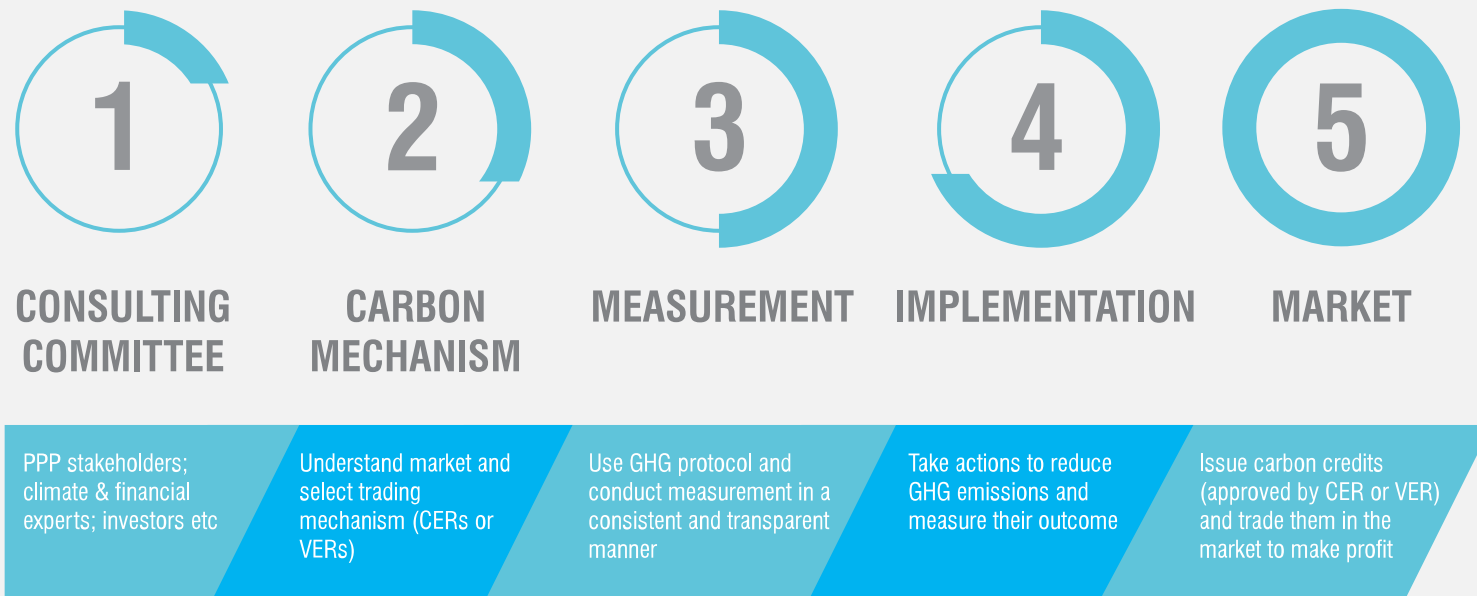 1
2
3
4
5
CONSULTING
COMMITTEE
CARBON
MECHANISM
MEASUREMENT
IMPLEMENTATION
MARKET
PPP stakeholders;
climate & financial
experts; investors etc
Understand market and
select trading
mechanism (CERs or
VERs)
Use GHG protocol and
conduct measurement in a
consistent and transparent
manner
Take actions to reduce
GHG emissions and
measure their outcome
Issue carbon credits
(approved by CER or VER)
and trade them in the
market to make profit